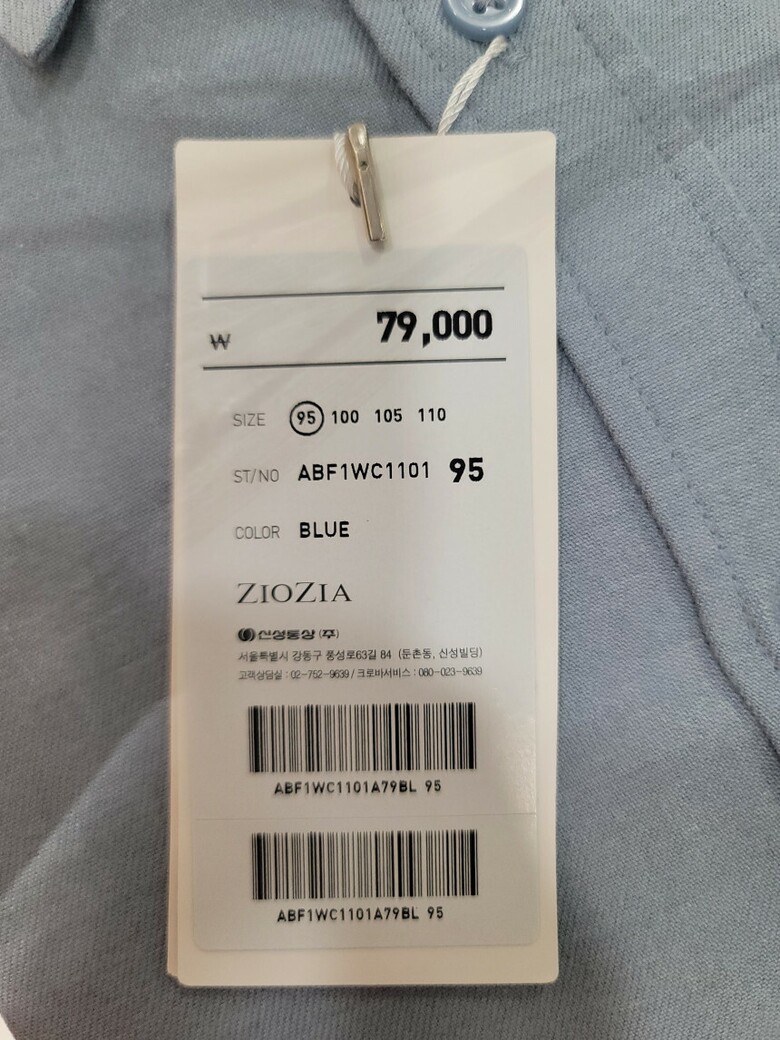 ₩ 79,000
SIZE 95 100 105 110
ST/NO ABF1WC1101 95
COLOR BLUE
ZIOZIA
신성통상 (주)
서울특별시 강동구 풍성로63길 84 (둔촌동, 신성빌딩)
고객상담실 : 02-752-9639 / 크로바서비스 : 080-023-9639
ABF1WC1101A79BL 95
ABF1WC1101A79BL 95